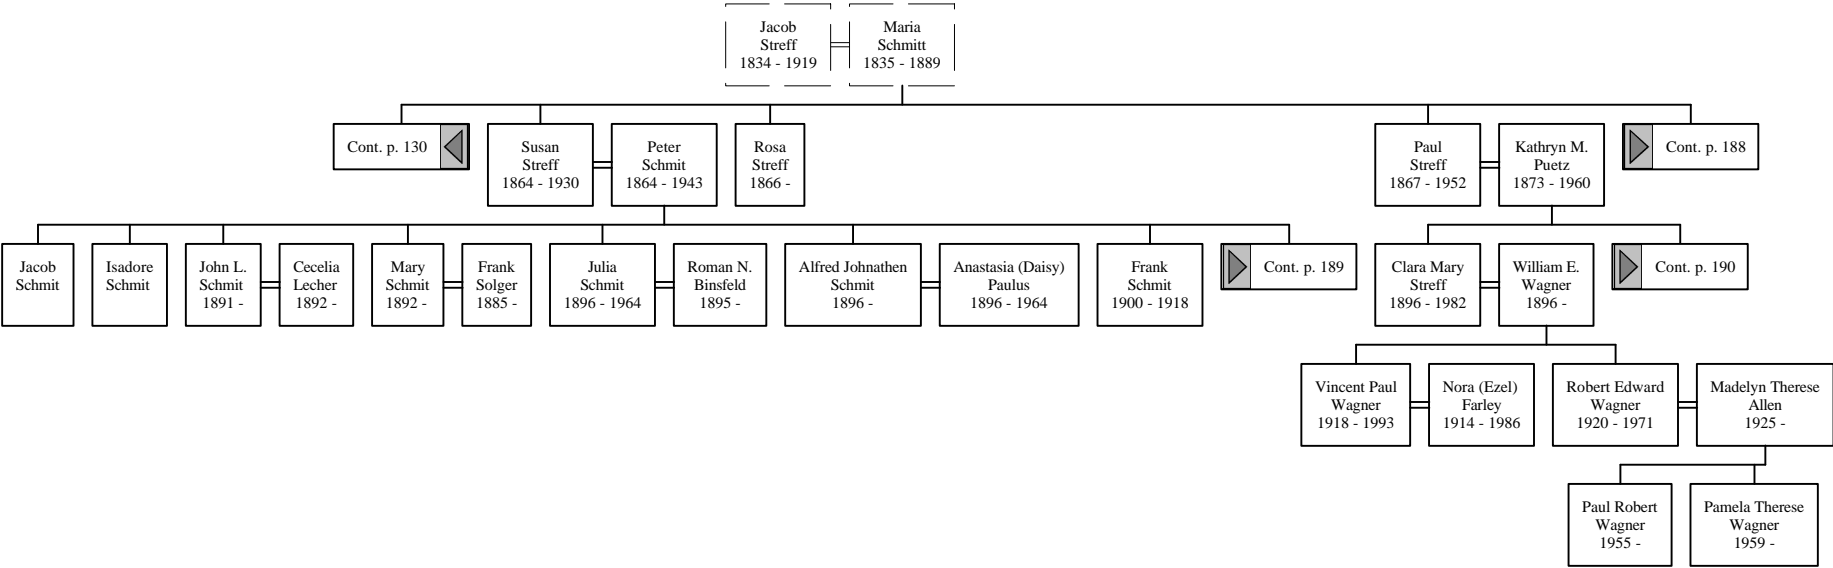 Jacob
Streff
1834 - 1919
Maria
Schmitt
1835 - 1889
Cont. p. 130
Susan
Streff
1864 - 1930
Peter
Schmit
1864 - 1943
Rosa
Streff
1866 -
Paul
Streff
1867 - 1952
Kathryn M.
Puetz
1873 - 1960
Cont. p. 188
Jacob
Schmit
Isadore
Schmit
John L.
Schmit
1891 -
Cecelia
Lecher
1892 -
Mary
Schmit
1892 -
Frank
Solger
1885 -
Julia
Schmit
1896 - 1964
Roman N.
Binsfeld
1895 -
Alfred Johnathen
Schmit
1896 -
Anastasia (Daisy)
Paulus
1896 - 1964
Frank
Schmit
1900 - 1918
Cont. p. 189
Clara Mary
Streff
1896 - 1982
William E.
Wagner
1896 -
Cont. p. 190
Vincent Paul
Wagner
1918 - 1993
Nora (Ezel)
Farley
1914 - 1986
Robert Edward
Wagner
1920 - 1971
Madelyn Therese
Allen
1925 -
Paul Robert
Wagner
1955 -
Pamela Therese
Wagner
1959 -